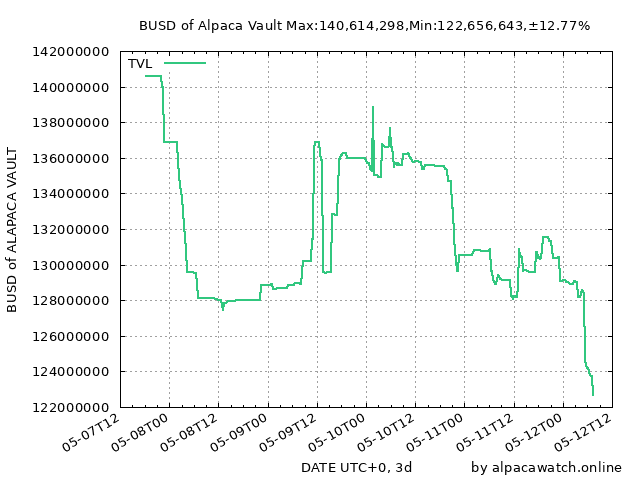 BUSD of Alpaca Vault Max:140,614,298,Min:122,656,643,±12.77%
142000000
TVL
140000000
138000000
136000000
134000000
132000000
130000000
128000000
126000000
124000000
122000000
BUSD of ALAPACA VAULT
05-07T12
05-08T00
05-08T12
05-09T00
05-09T12
05-10T00
05-10T12
05-11T00
05-11T12
05-12T00
05-12T12
DATE UTC+0, 3d
by alpacawatch.online